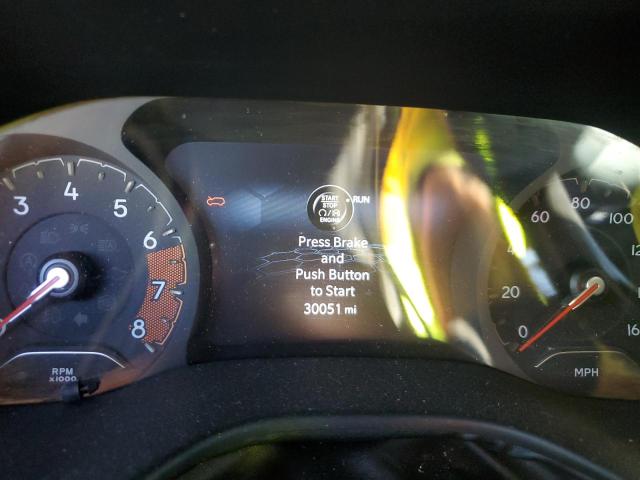 START
STOP
ENGINE
RUN
Press Brake
and
Push Button
to Start
30051 mi
3 4 5 6 7 8
RPM
x1000
0 20 60 80 100
MPH